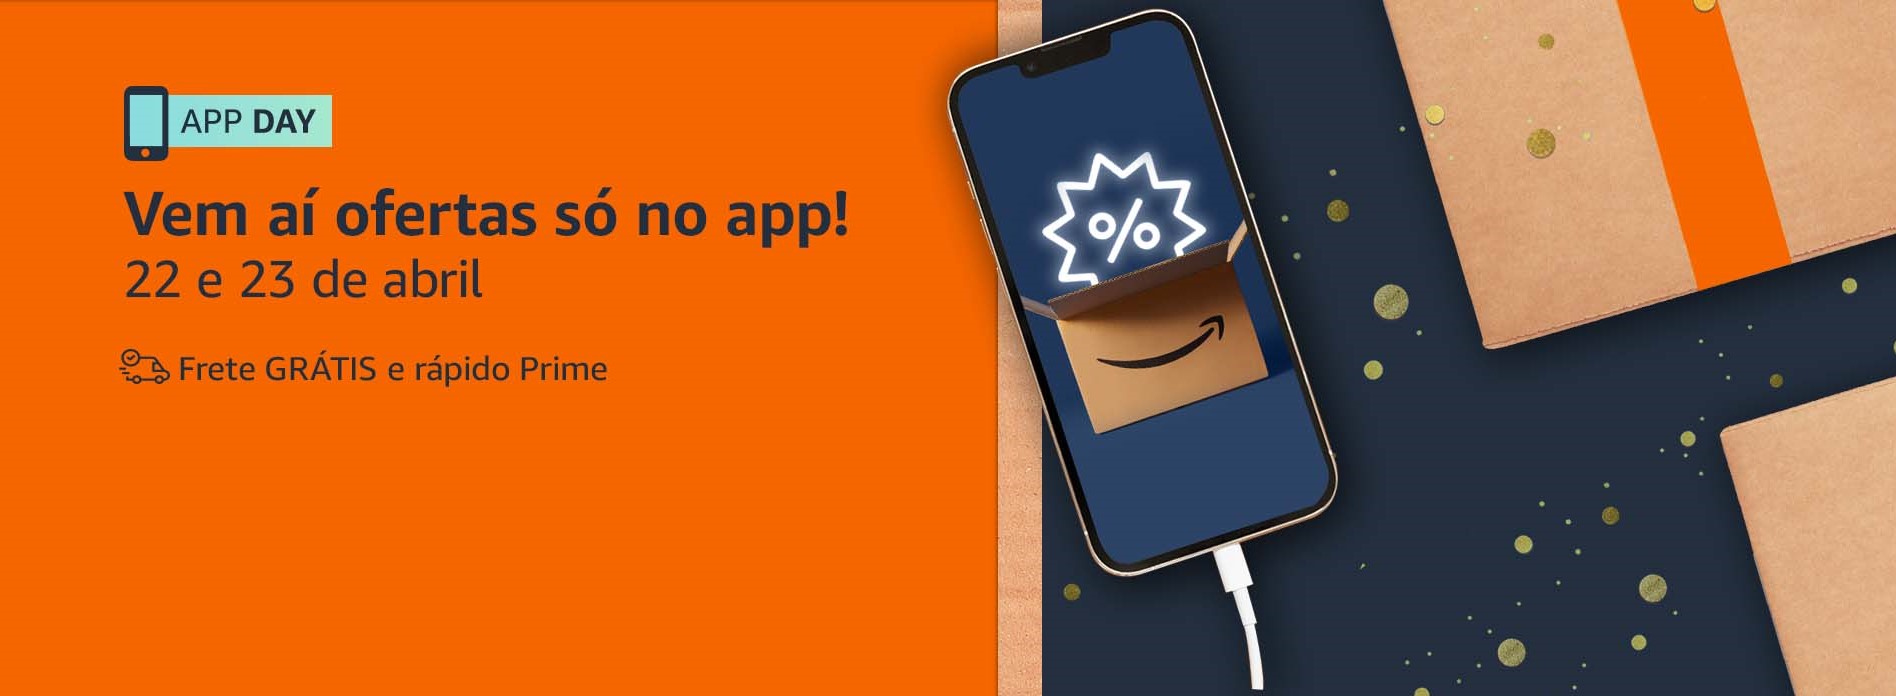 APP DAY
Vem aí ofertas só no app!
22 e 23 de abril
Frete GRÁTIS e rápido Prime
%